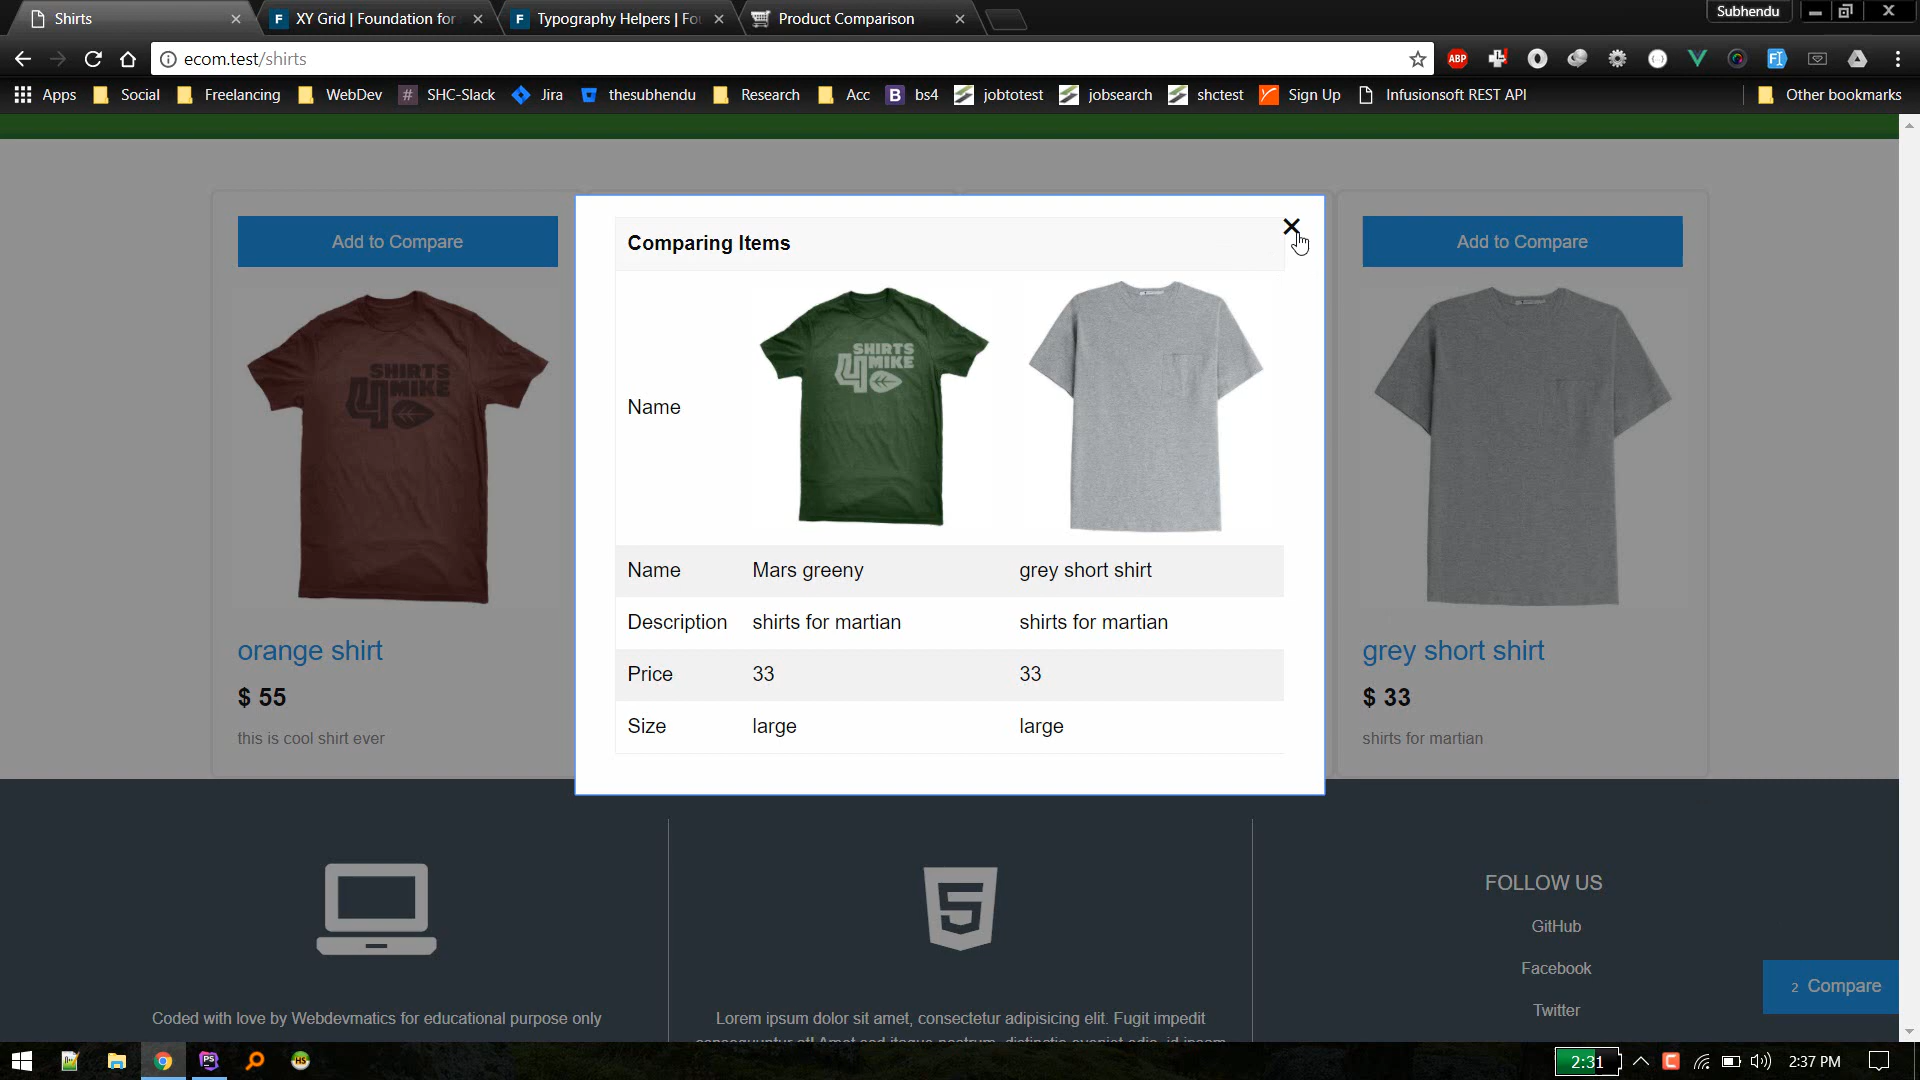 Shirts
XY Grid | Foundation for
Typography Helpers | Fou
Product Comparison
Subhendu
ecom.test/shirts
ABP
Apps
Social
Freelancing
WebDev
# SHC-Slack
Jira
thesubhendu
Research
Acc
B bs4
jobtotest
jobsearch
shctest
Sign Up
Infusionsoft REST API
Other bookmarks
Add to Compare
Comparing Items
Add to Compare
SHIRTS
4 MIKE
SHIRTS
4 MIKE
Name
Name Mars greeny grey short shirt
Description shirts for martian shirts for martian
Price 33 33
Size large large
orange shirt
$ 55
this is cool shirt ever
grey short shirt
$ 33
shirts for martian
5
FOLLOW US
GitHub
Facebook
Twitter
2 Compare
Coded with love by Webdevmatics for educational purpose only
Lorem ipsum dolor sit amet, consectetur adipisicing elit. Fugit impedit
PS
HS
2:31
2:37 PM